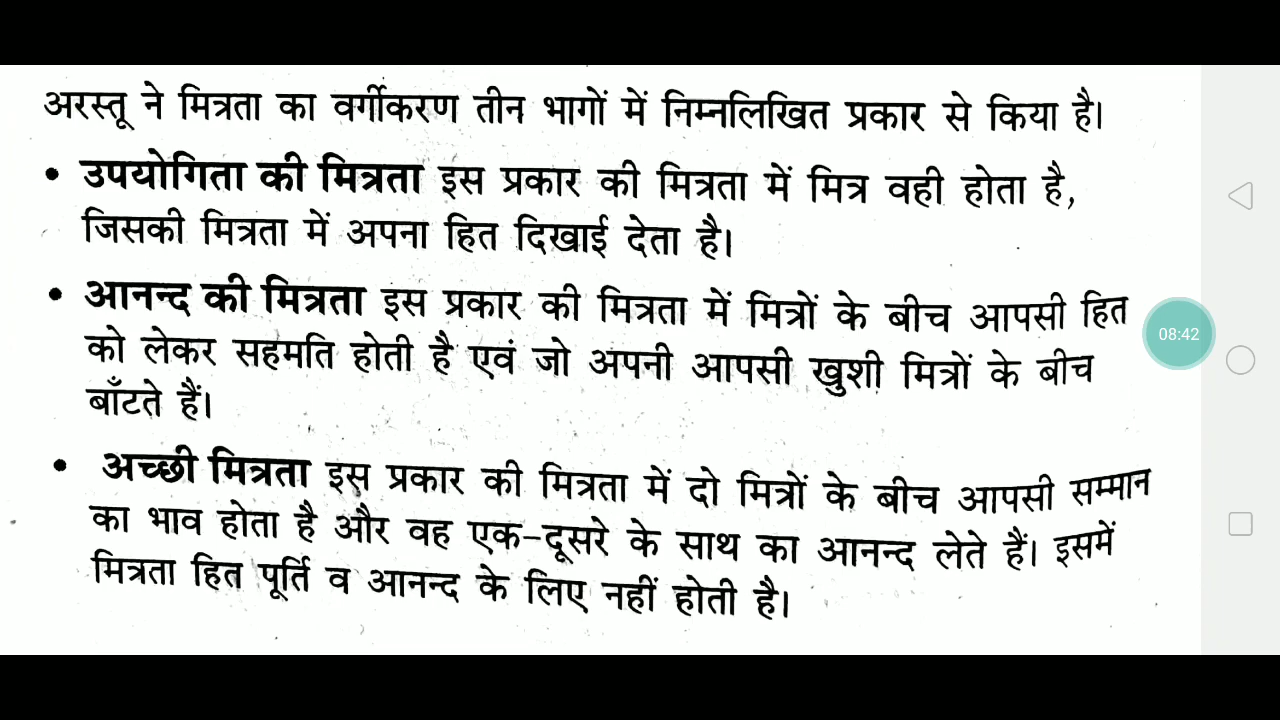 अरस्तू ने मित्रता का वर्गीकरण तीन भागों में निम्नलिखित प्रकार से किया है।
• उपयोगिता की मित्रता इस प्रकार की मित्रता में मित्र वही होता है,
जिसकी मित्रता में अपना हित दिखाई देता है।
• आनन्द की मित्रता इस प्रकार की मित्रता में मित्रों के बीच आपसी हित
को लेकर सहमति होती है एवं जो अपनी आपसी खुशी मित्रों के बीच
बाँटते हैं।
• अच्छी मित्रता इस प्रकार की मित्रता में दो मित्रों के बीच आपसी सम्मान
का भाव होता है और वह एक-दूसरे के साथ का आनन्द लेते हैं। इसमें
मित्रता हित पूर्ति व आनन्द के लिए नहीं होती है।
08:42